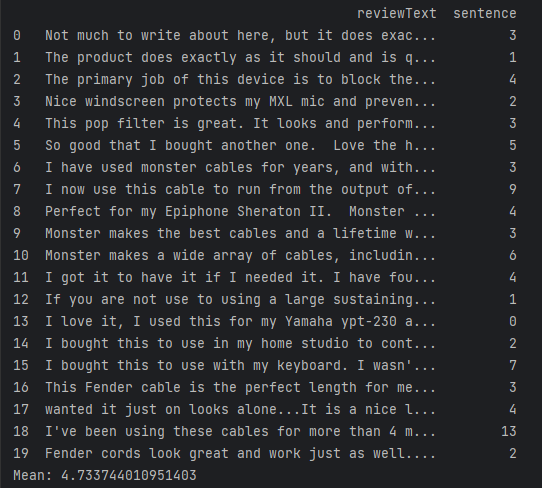 reviewText  sentence
0   Not much to write about here, but it does exac...         3
1   The product does exactly as it should and is q...         1
2   The primary job of this device is to block the...         4
3   Nice windscreen protects my MXL mic and preven...         2
4   This pop filter is great. It looks and perform...         3
5   So good that I bought another one.  Love the h...         5
6   I have used monster cables for years, and with...         3
7   I now use this cable to run from the output of...         9
8   Perfect for my Epiphone Sheraton II.  Monster ...         4
9   Monster makes the best cables and a lifetime w...         3
10  Monster makes a wide array of cables, includin...         6
11  I got it to have it if I needed it. I have fou...         4
12  If you are not use to using a large sustaining...         1
13  I love it, I used this for my Yamaha ypt-230 a...         0
14  I bought this to use in my home studio to cont...         2
15  I bought this to use with my keyboard. I wasn'...         7
16  This Fender cable is the perfect length for me...         3
17  wanted it just on looks alone...It is a nice l...         4
18  I've been using these cables for more than 4 m...        13
19  Fender cords look great and work just as well....         2
Mean: 4.733744010951403